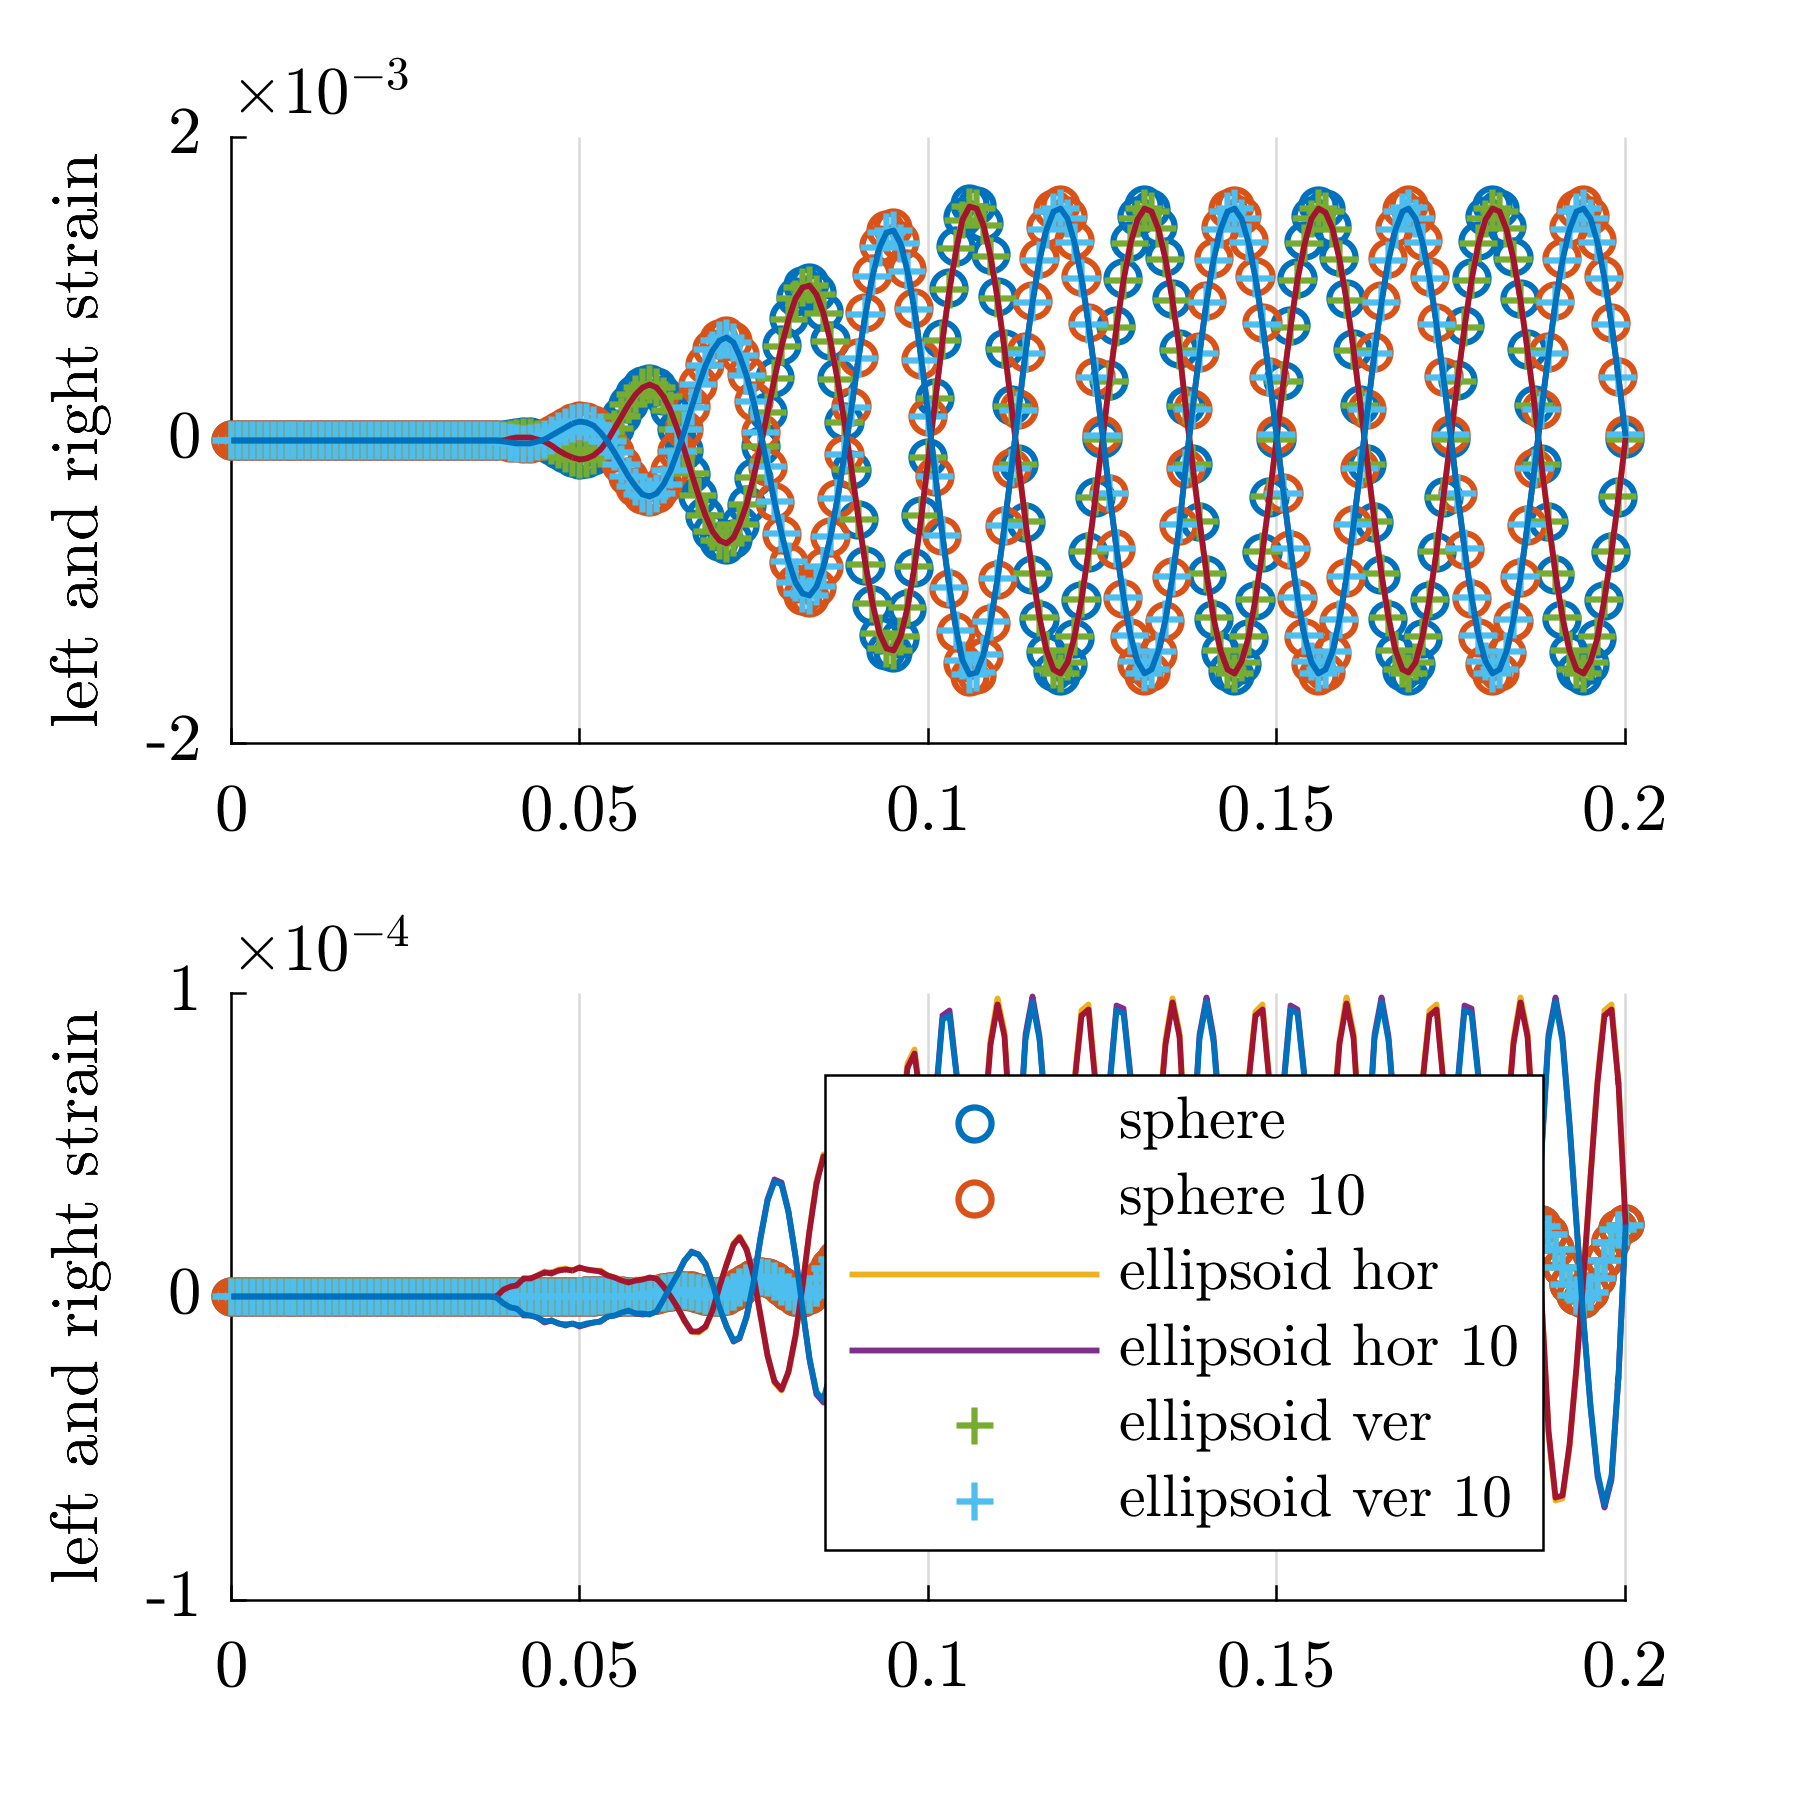 ×10⁻³
2
0
-2
left and right strain
0 0.05 0.1 0.15 0.2
×10⁻⁴
1
0
-1
left and right strain
sphere
sphere 10
ellipsoid hor
ellipsoid hor 10
ellipsoid ver
ellipsoid ver 10
0 0.05 0.1 0.15 0.2